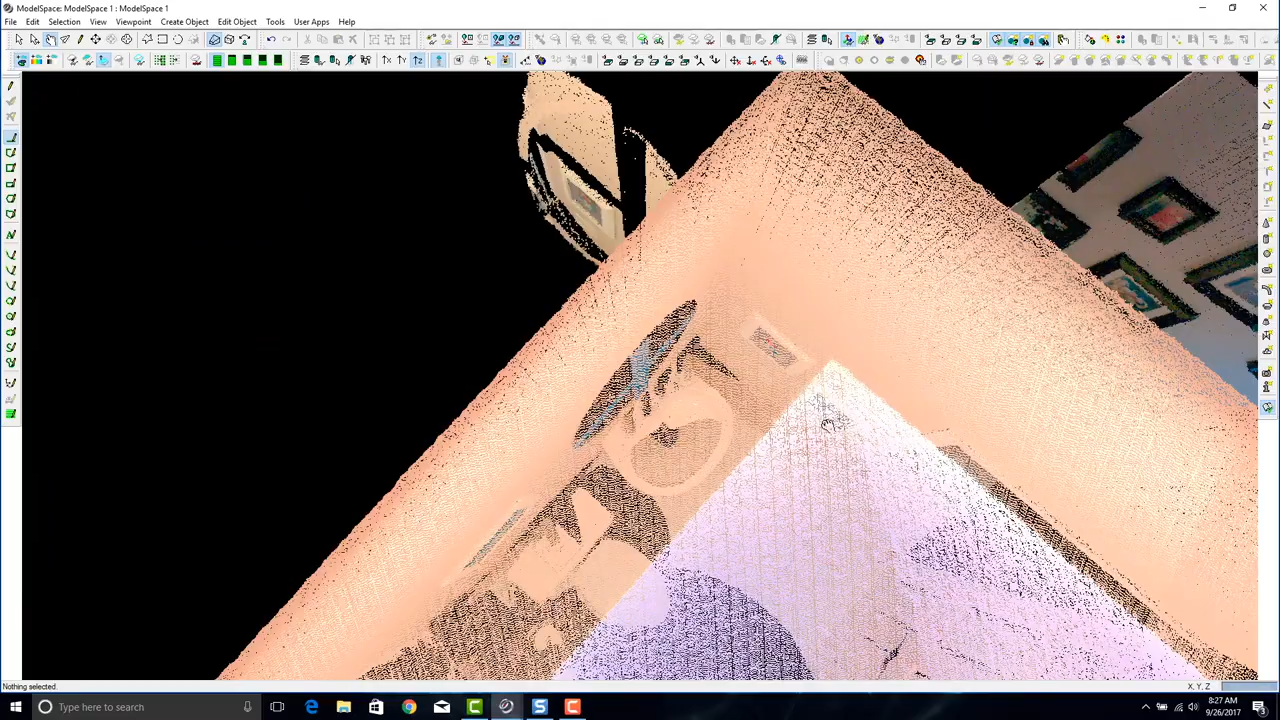 ModelSpace: ModelSpace 1 : ModelSpace 1
File Edit Selection View Viewpoint Create Object Edit Object Tools User Apps Help
Nothing selected.
X, Y, Z
Type here to search
8:27 AM
9/26/2017